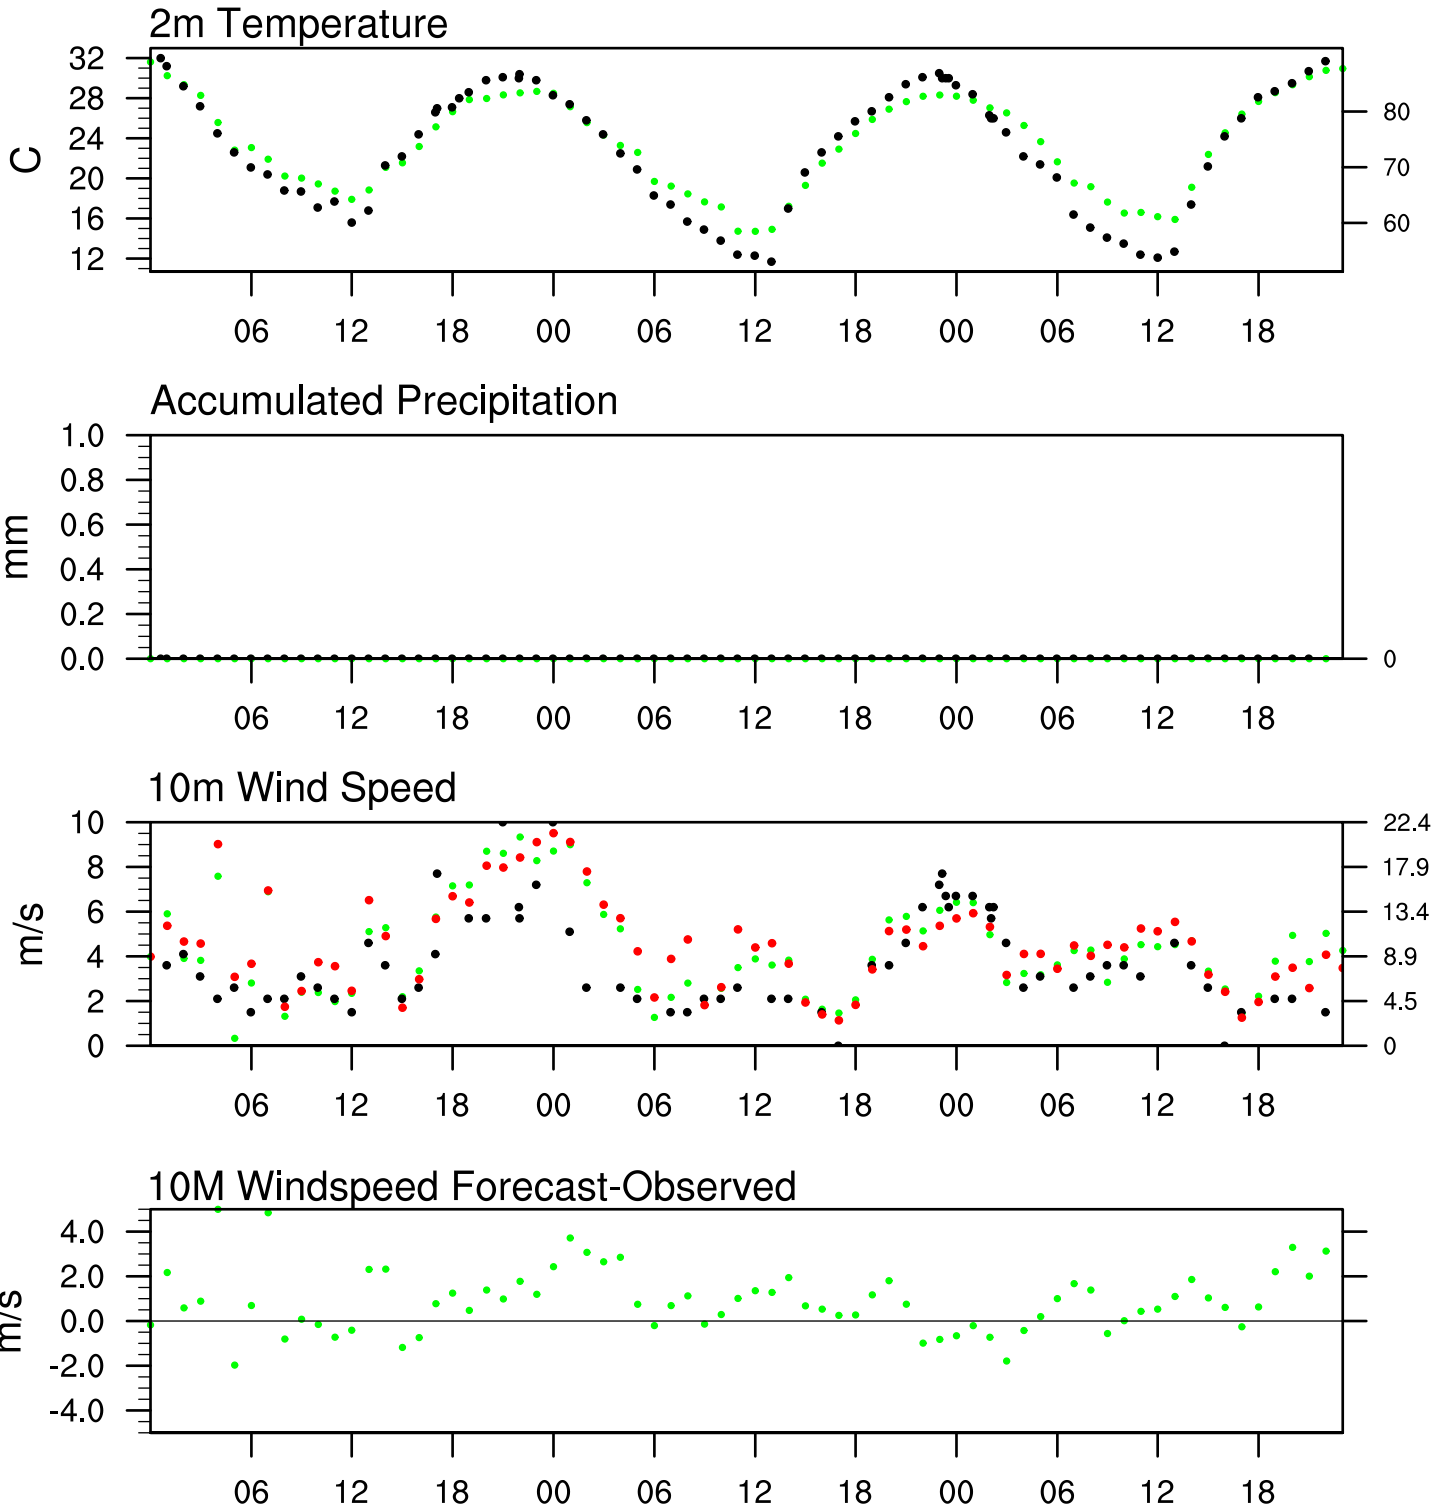 2m Temperature
32
28
24
20
16
12
C
80
70
60
06 12 18 00 06 12 18 00 06 12 18
Accumulated Precipitation
1.0
0.8
0.6
0.4
0.2
0.0
mm
0
06 12 18 00 06 12 18 00 06 12 18
10m Wind Speed
10
8
6
4
2
0
m/s
22.4
17.9
13.4
8.9
4.5
0
06 12 18 00 06 12 18 00 06 12 18
10M Windspeed Forecast-Observed
4.0
2.0
0.0
-2.0
-4.0
m/s
06 12 18 00 06 12 18 00 06 12 18